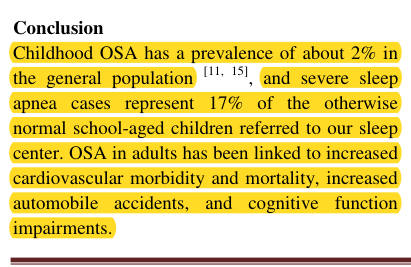 Conclusion
Childhood OSA has a prevalence of about 2% in
the general population [11, 15], and severe sleep
apnea cases represent 17% of the otherwise
normal school-aged children referred to our sleep
center. OSA in adults has been linked to increased
cardiovascular morbidity and mortality, increased
automobile accidents, and cognitive function
impairments.